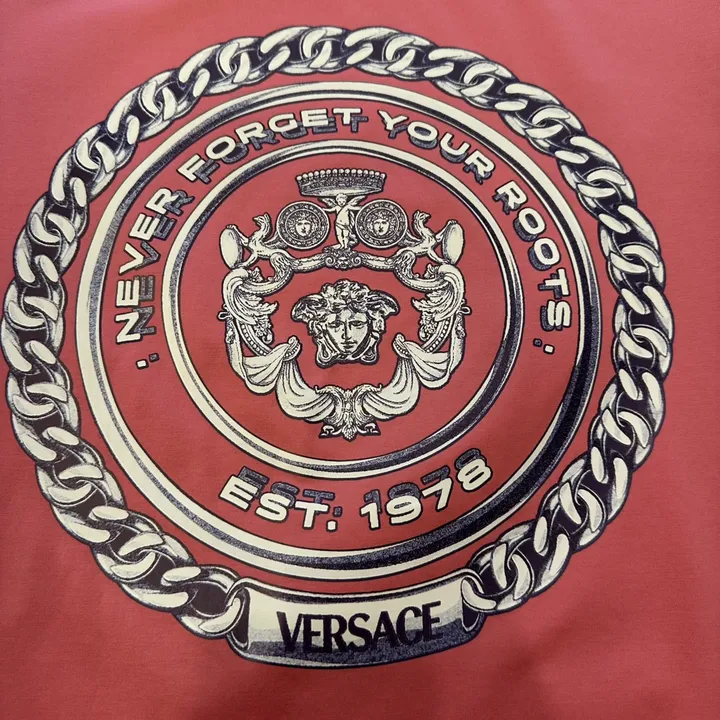 · NEVER FORGET YOUR ROOTS ·
EST. 1978
VERSACE